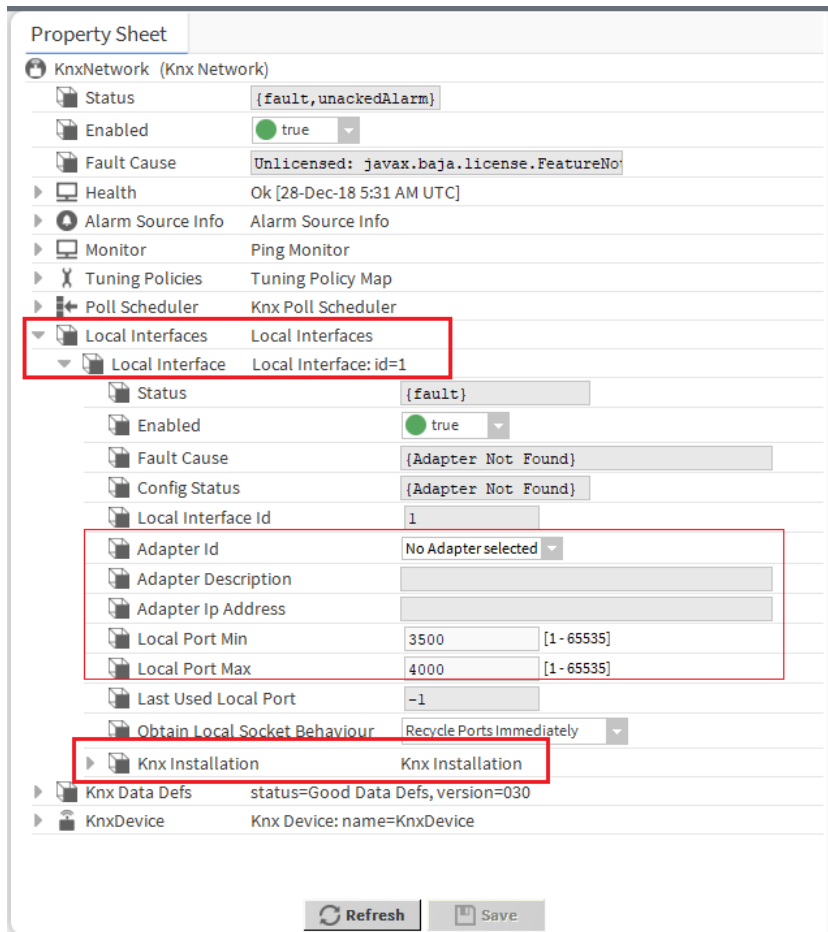 Property Sheet
KnxNetwork (Knx Network)
Status {fault,unackedAlarm}
Enabled true
Fault Cause Unlicensed: javax.baja.license.FeatureNo
Health Ok [28-Dec-18 5:31 AM UTC]
Alarm Source Info Alarm Source Info
Monitor Ping Monitor
Tuning Policies Tuning Policy Map
Poll Scheduler Knx Poll Scheduler
Local Interfaces Local Interfaces
Local Interface Local Interface: id=1
Status {fault}
Enabled true
Fault Cause {Adapter Not Found}
Config Status {Adapter Not Found}
Local Interface Id 1
Adapter Id No Adapter selected
Adapter Description
Adapter Ip Address
Local Port Min 3500 [1-65535]
Local Port Max 4000 [1-65535]
Last Used Local Port -1
Obtain Local Socket Behaviour Recycle Ports Immediately
Knx Installation Knx Installation
Knx Data Defs status=Good Data Defs, version=030
KnxDevice Knx Device: name=KnxDevice
Refresh Save